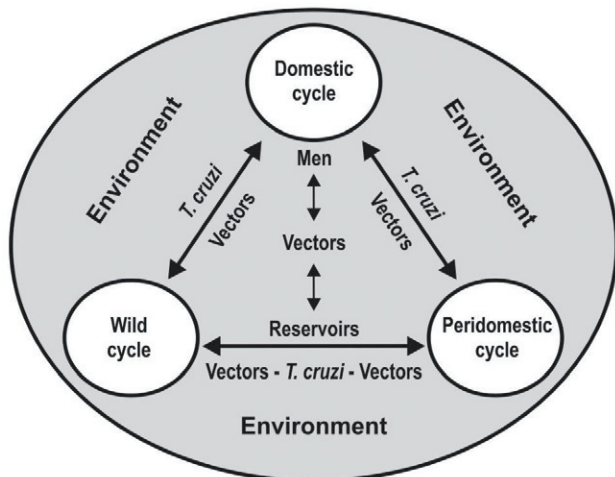 Domestic
cycle
Environment
Environment
T. cruzi
Vectors
Men
T. cruzi
Vectors
Vectors
Wild
cycle
Reservoirs
Peridomestic
cycle
Vectors - T. cruzi - Vectors
Environment